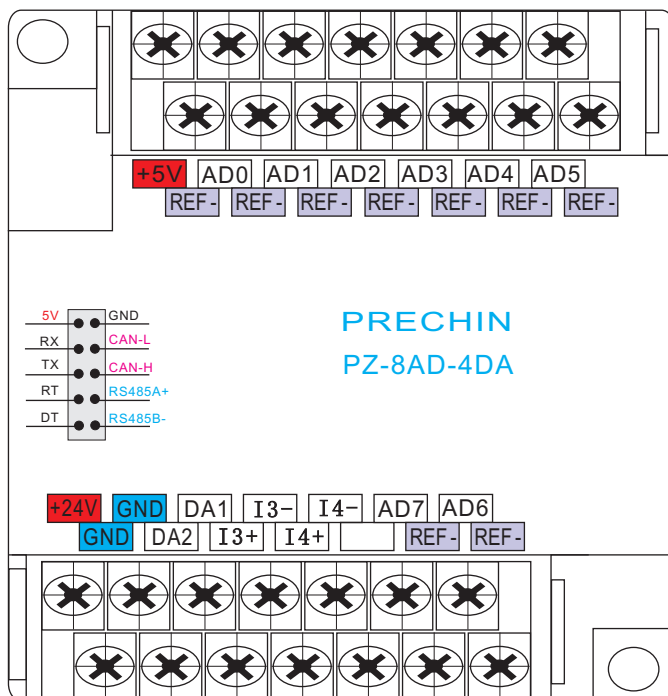 +5V AD0 AD1 AD2 AD3 AD4 AD5
REF- REF- REF- REF- REF- REF- REF-
5V GND
RX CAN-L
TX CAN-H
RT RS485A+
DT RS485B-
PRECHIN
PZ-8AD-4DA
+24V GND DA1 I3- I4- AD7 AD6
GND DA2 I3+ I4+ REF- REF-